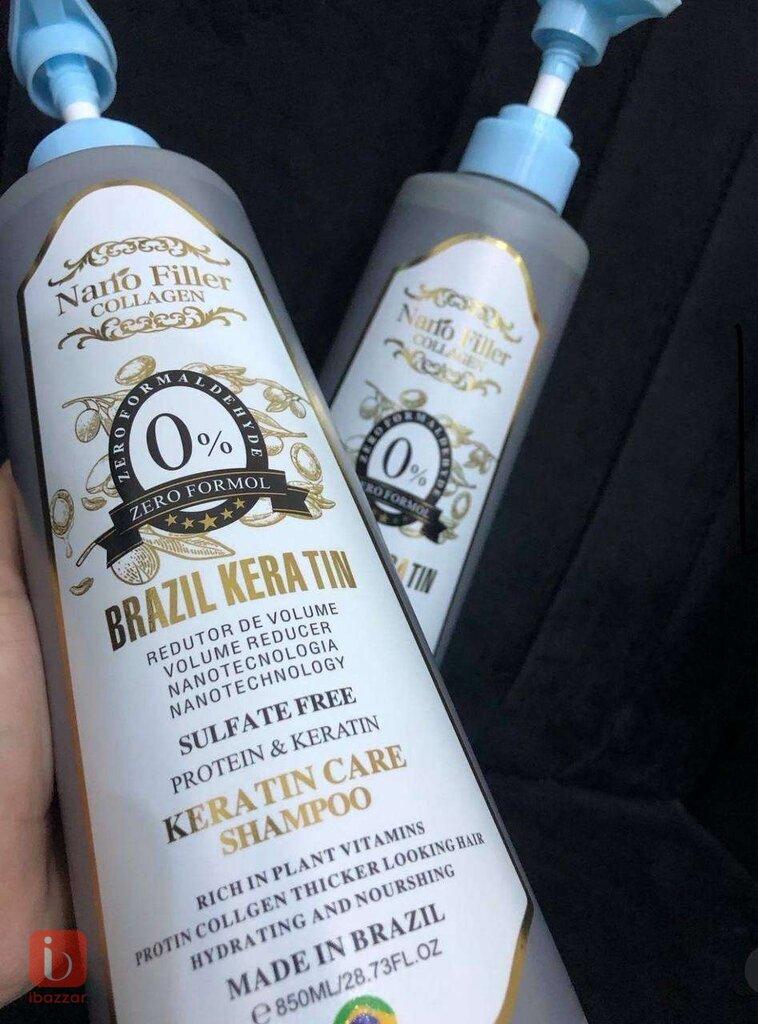 Nano Filler
COLLAGEN
ZERO FORMALDEHYDE
0%
ZERO FORMOL
BRAZIL KERATIN
REDUTOR DE VOLUME
VOLUME REDUCER
NANOTECNOLOGIA
NANOTECHNOLOGY
SULFATE FREE
PROTEIN & KERATIN
KERATIN CARE
SHAMPOO
RICH IN PLANT VITAMINS
PROTIN COLLGEN THICKER LOOKING HAIR
HYDRATING AND NOURSHING
MADE IN BRAZIL
℮ 850ML/28.73FL.OZ
Nano Filler
COLLAGEN
ZERO FORMALDEHYDE
0%
ZERO FORMOL
ATIN
ibazzar